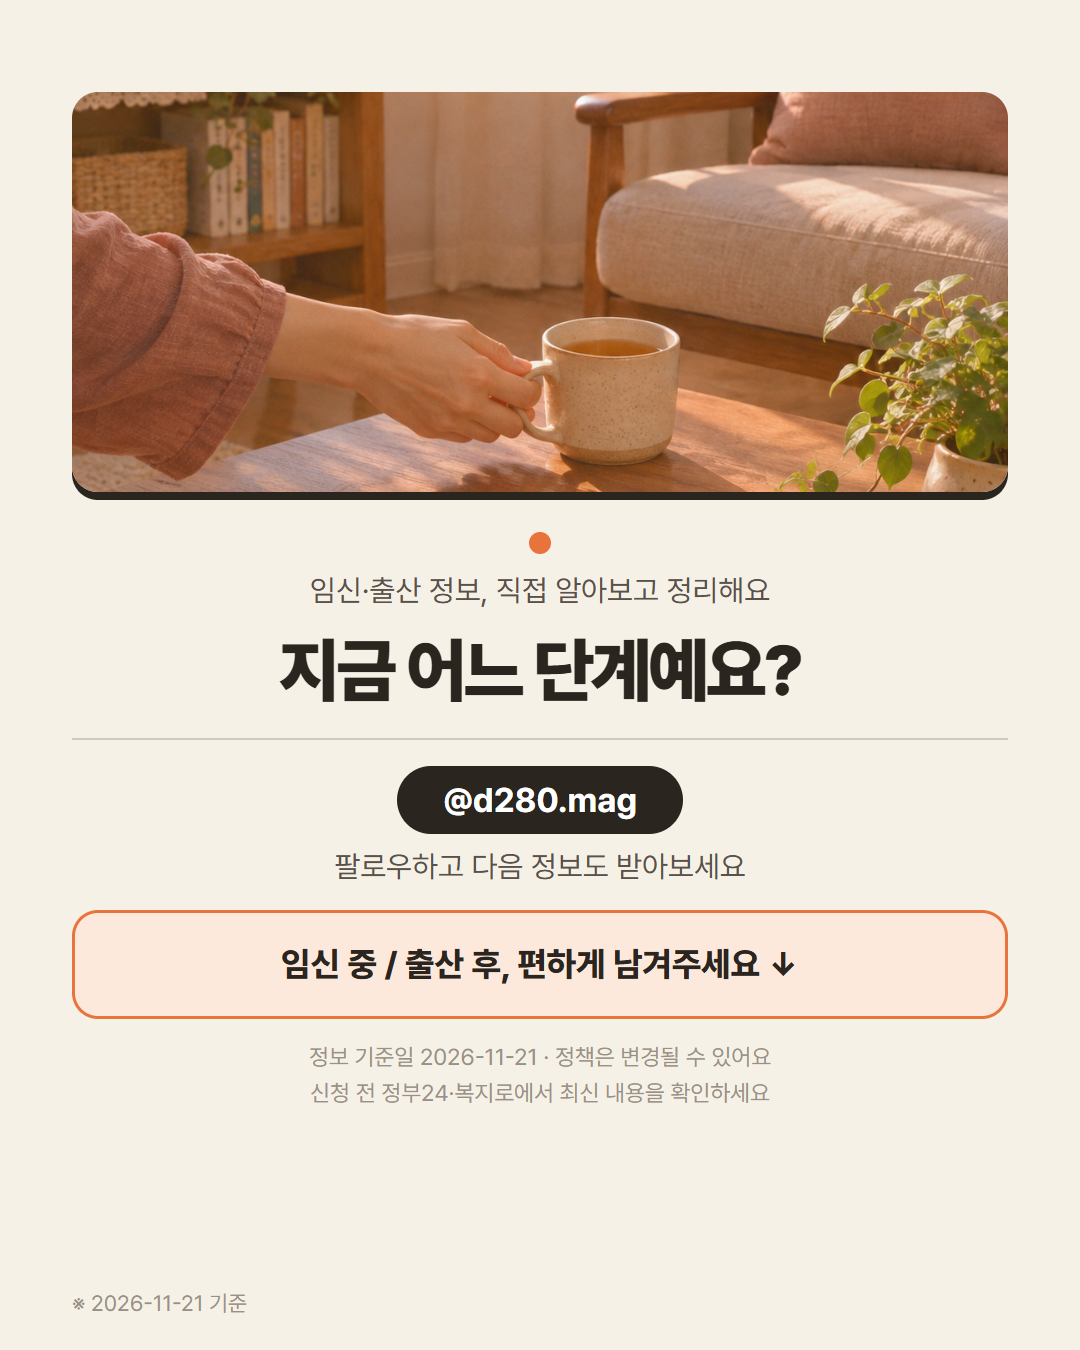 임신·출산 정보, 직접 알아보고 정리해요
지금 어느 단계예요?
@d280.mag
팔로우하고 다음 정보도 받아보세요
임신 중 / 출산 후, 편하게 남겨주세요 ↓
정보 기준일 2026-11-21 · 정책은 변경될 수 있어요
신청 전 정부24·복지로에서 최신 내용을 확인하세요
※ 2026-11-21 기준